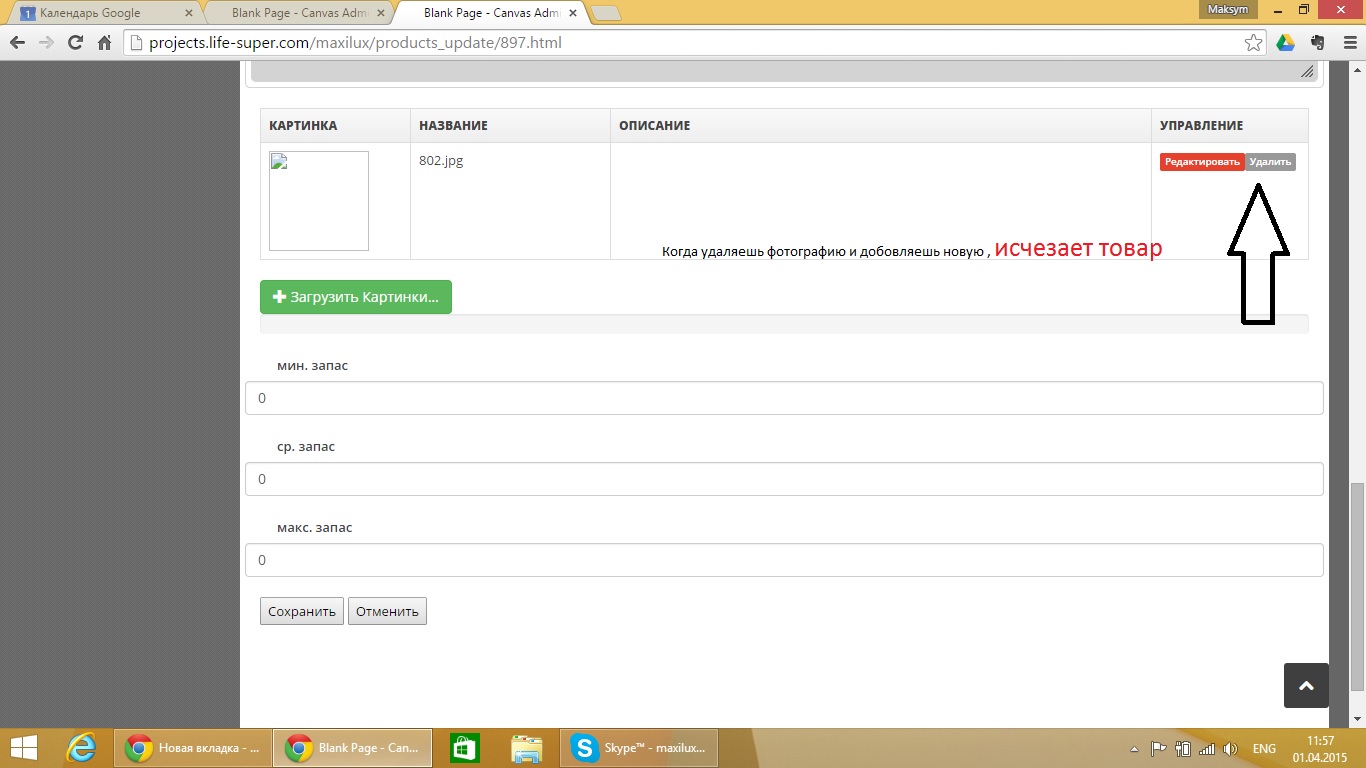 Календарь Google
Blank Page - Canvas Adm
Blank Page - Canvas Adm
Maksym
projects.life-super.com/maxilux/products_update/897.html
КАРТИНКА НАЗВАНИЕ ОПИСАНИЕ УПРАВЛЕНИЕ
802.jpg Редактировать Удалить
Когда удаляешь фотографию и добовляешь новую , исчезает товар
Загрузить Картинки...
мин. запас
0
ср. запас
0
макс. запас
0
Сохранить Отменить
Новая вкладка - ... Blank Page - Can... Skype™ - maxilux... ENG 11:57
01.04.2015